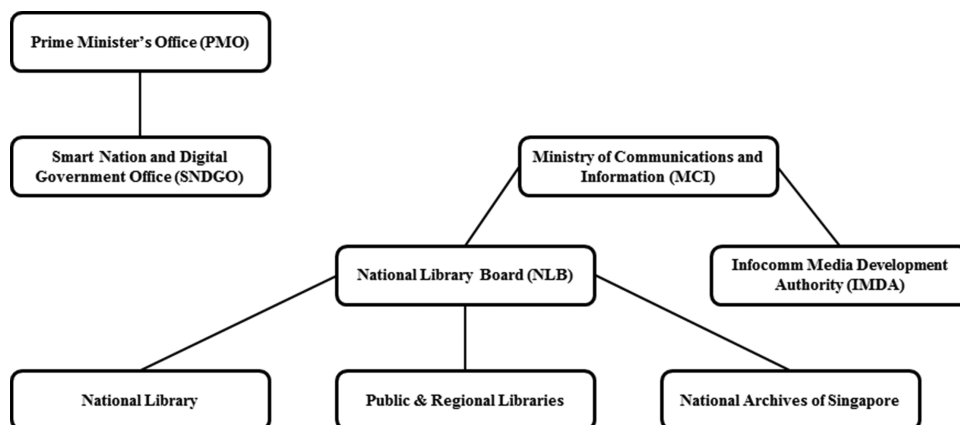 Prime Minister's Office (PMO)
Smart Nation and Digital
Government Office (SNDGO)
Ministry of Communications and
Information (MCI)
National Library Board (NLB)
Infocomm Media Development
Authority (IMDA)
National Library
Public & Regional Libraries
National Archives of Singapore